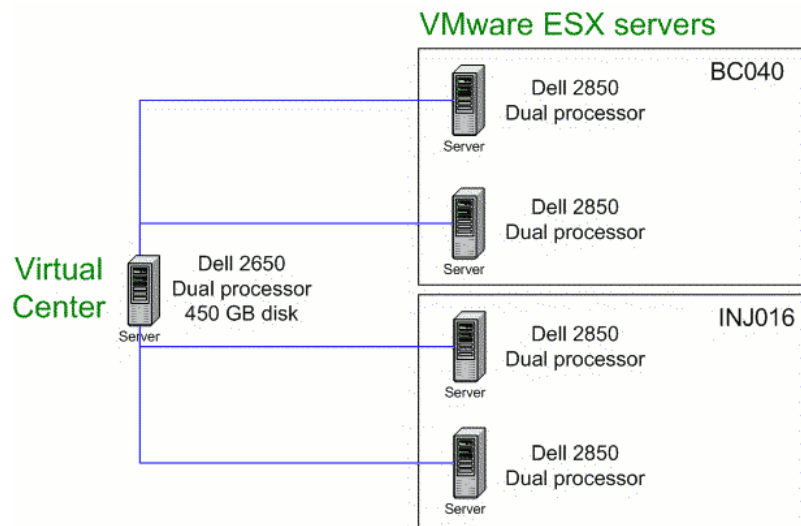 VMware ESX servers
BC040
Dell 2850
Dual processor
Server
Dell 2850
Dual processor
Server
Virtual
Center
Dell 2650
Dual processor
450 GB disk
Server
INJ016
Dell 2850
Dual processor
Server
Dell 2850
Dual processor
Server